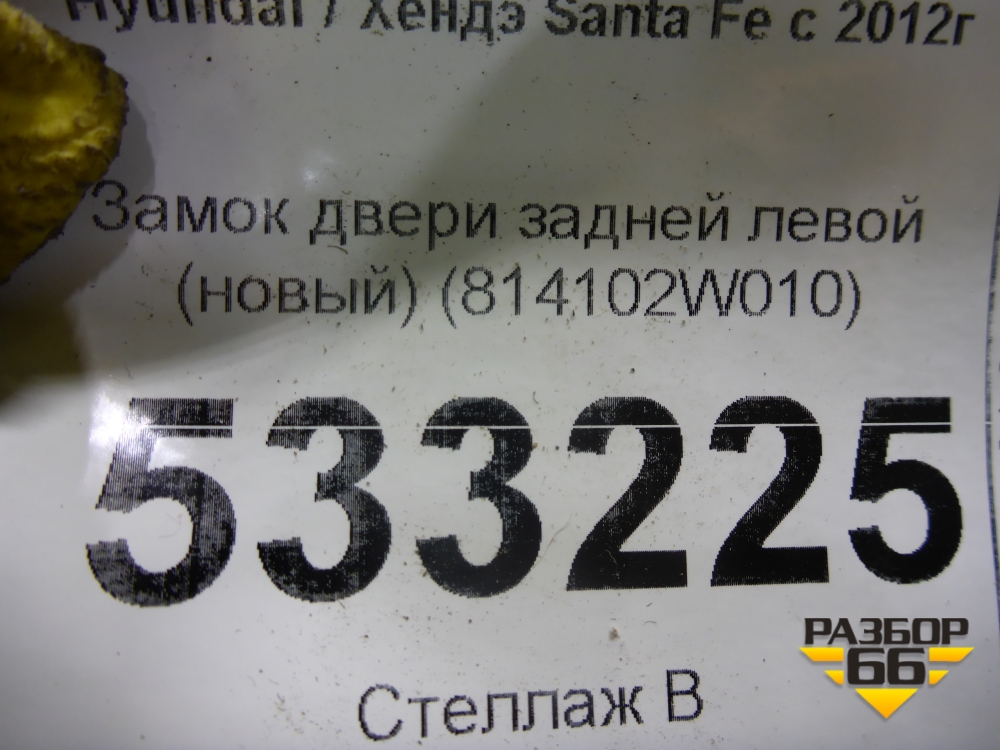 Hyundai / Хендэ Santa Fe с 2012г
Замок двери задней левой
(новый) (814102W010)
533225
РАЗБОР
66
Стеллаж В